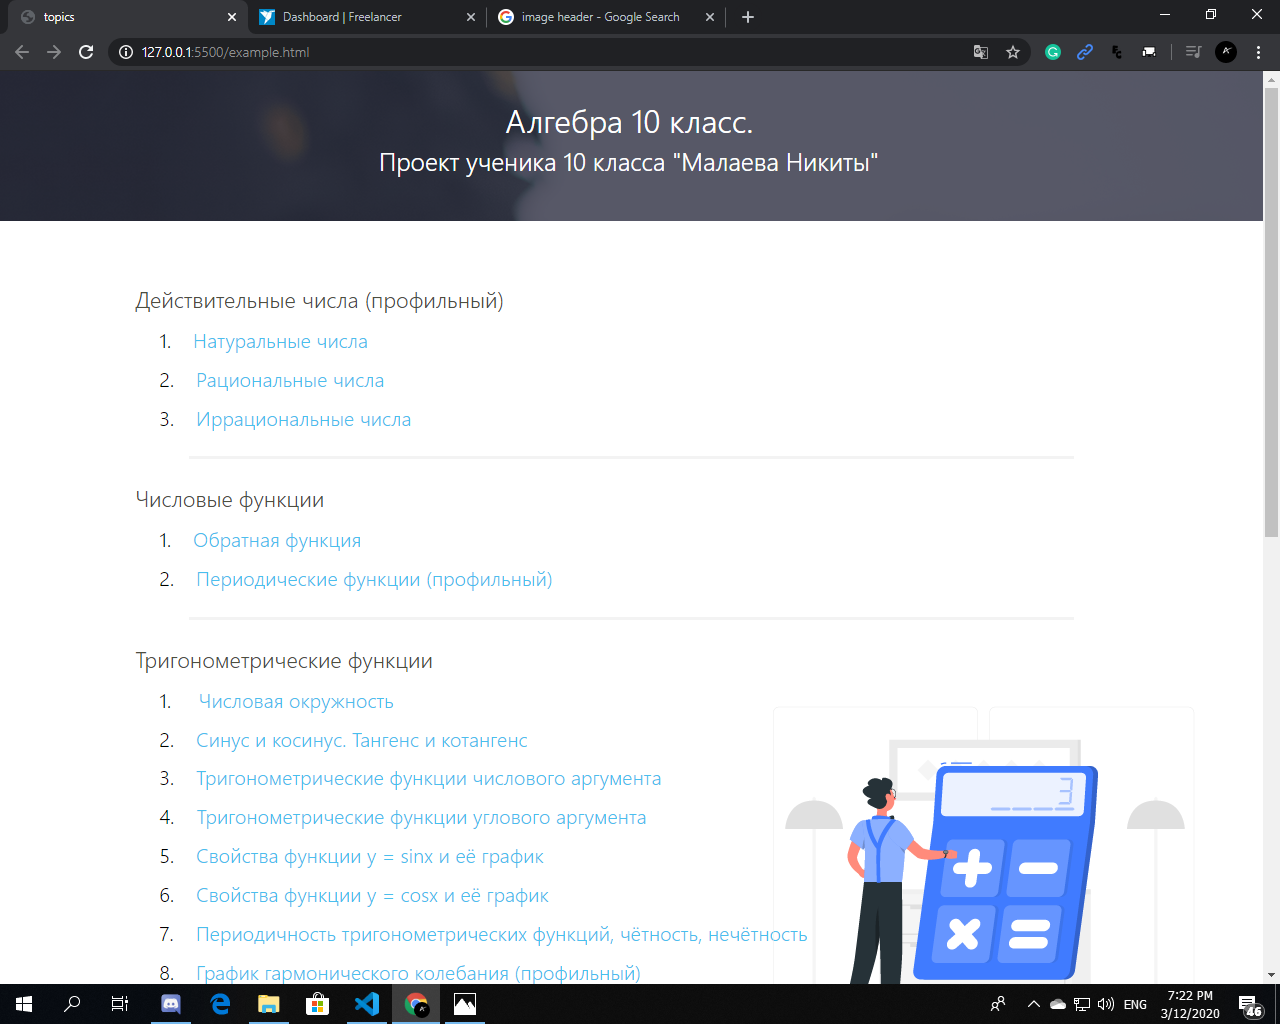 topics
Dashboard | Freelancer
image header - Google Search
127.0.0.1:5500/example.html
Алгебра 10 класс.
Проект ученика 10 класса "Малаева Никиты"
Действительные числа (профильный)
1. Натуральные числа
2. Рациональные числа
3. Иррациональные числа
Числовые функции
1. Обратная функция
2. Периодические функции (профильный)
Тригонометрические функции
1. Числовая окружность
2. Синус и косинус. Тангенс и котангенс
3. Тригонометрические функции числового аргумента
4. Тригонометрические функции углового аргумента
5. Свойства функции y = sinx и её график
6. Свойства функции y = cosx и её график
7. Периодичность тригонометрических функций, чётность, нечётность
8. График гармонического колебания (профильный)
3
ENG
7:22 PM
3/12/2020
46